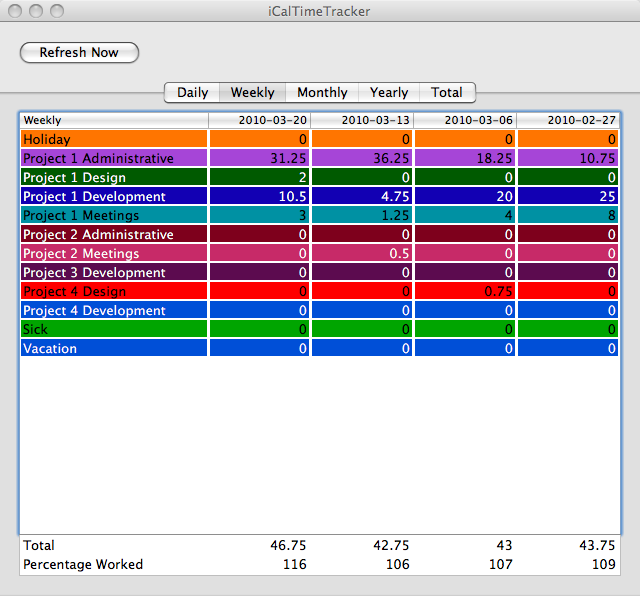 iCalTimeTracker
Refresh Now
Daily Weekly Monthly Yearly Total
Weekly 2010-03-20 2010-03-13 2010-03-06 2010-02-27
Holiday 0 0 0 0
Project 1 Administrative 31.25 36.25 18.25 10.75
Project 1 Design 2 0 0 0
Project 1 Development 10.5 4.75 20 25
Project 1 Meetings 3 1.25 4 8
Project 2 Administrative 0 0 0 0
Project 2 Meetings 0 0.5 0 0
Project 3 Development 0 0 0 0
Project 4 Design 0 0 0.75 0
Project 4 Development 0 0 0 0
Sick 0 0 0 0
Vacation 0 0 0 0
Total 46.75 42.75 43 43.75
Percentage Worked 116 106 107 109